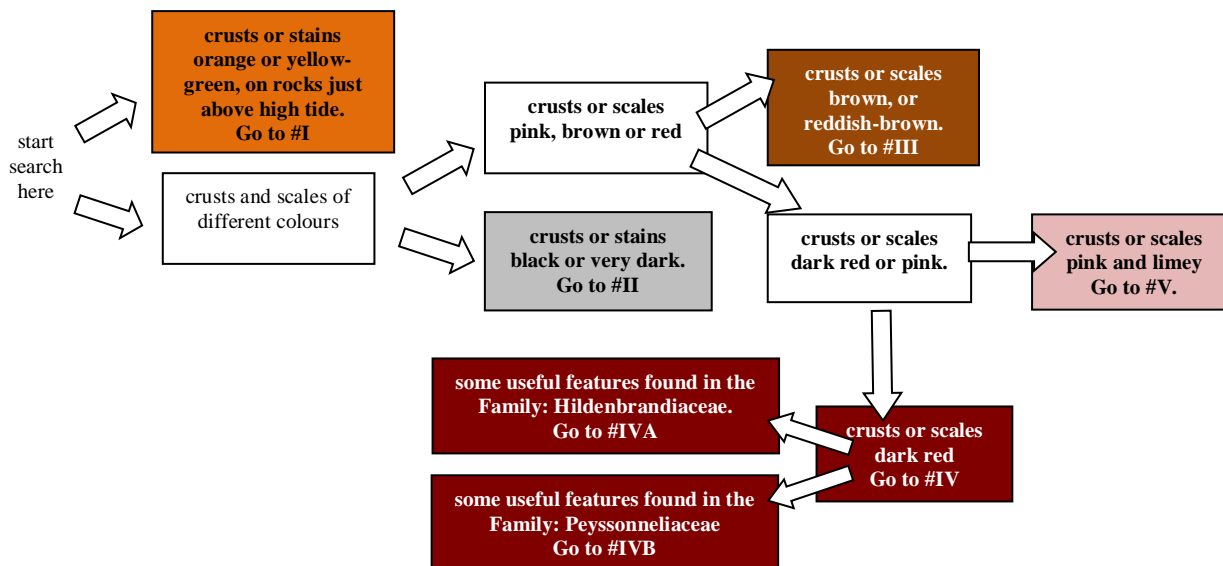 start
search
here
crusts or stains
orange or yellow-
green, on rocks just
above high tide.
Go to #I
crusts and scales of
different colours
crusts or scales
pink, brown or red
crusts or stains
black or very dark.
Go to #II
crusts or scales
brown, or
reddish-brown.
Go to #III
crusts or scales
dark red or pink.
crusts or scales
pink and limey
Go to #V.
crusts or scales
dark red
Go to #IV
some useful features found in the
Family: Hildenbrandiaceae.
Go to #IVA
some useful features found in the
Family: Peyssonneliaceae
Go to #IVB